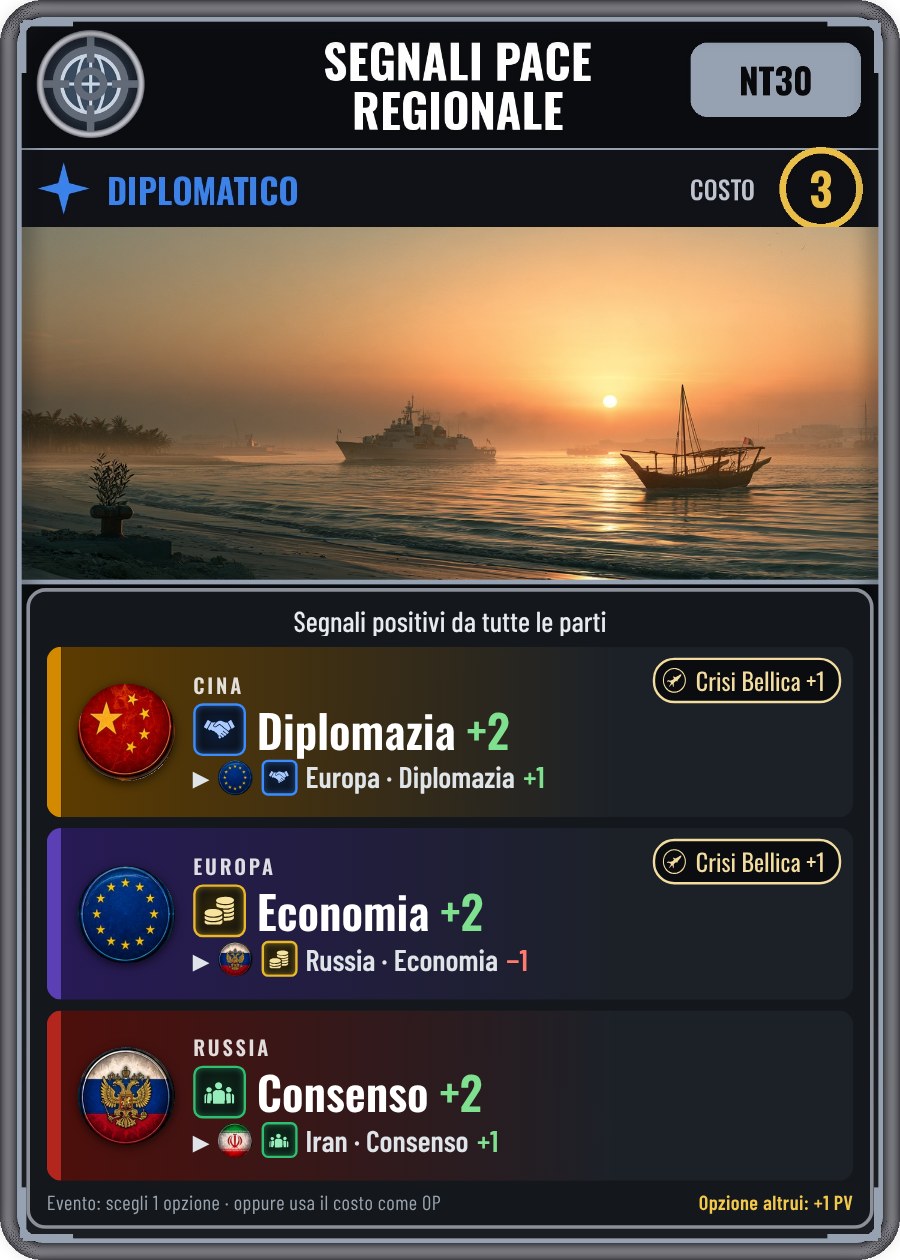 SEGNALI PACE
REGIONALE
NT30
DIPLOMATICO
COSTO
3
Segnali positivi da tutte le parti
CINA
Crisi Bellica +1
Diplomazia +2
▶ Europa · Diplomazia +1
EUROPA
Crisi Bellica +1
Economia +2
▶ Russia · Economia −1
RUSSIA
Consenso +2
▶ Iran · Consenso +1
Evento: scegli 1 opzione · oppure usa il costo come OP
Opzione altrui: +1 PV